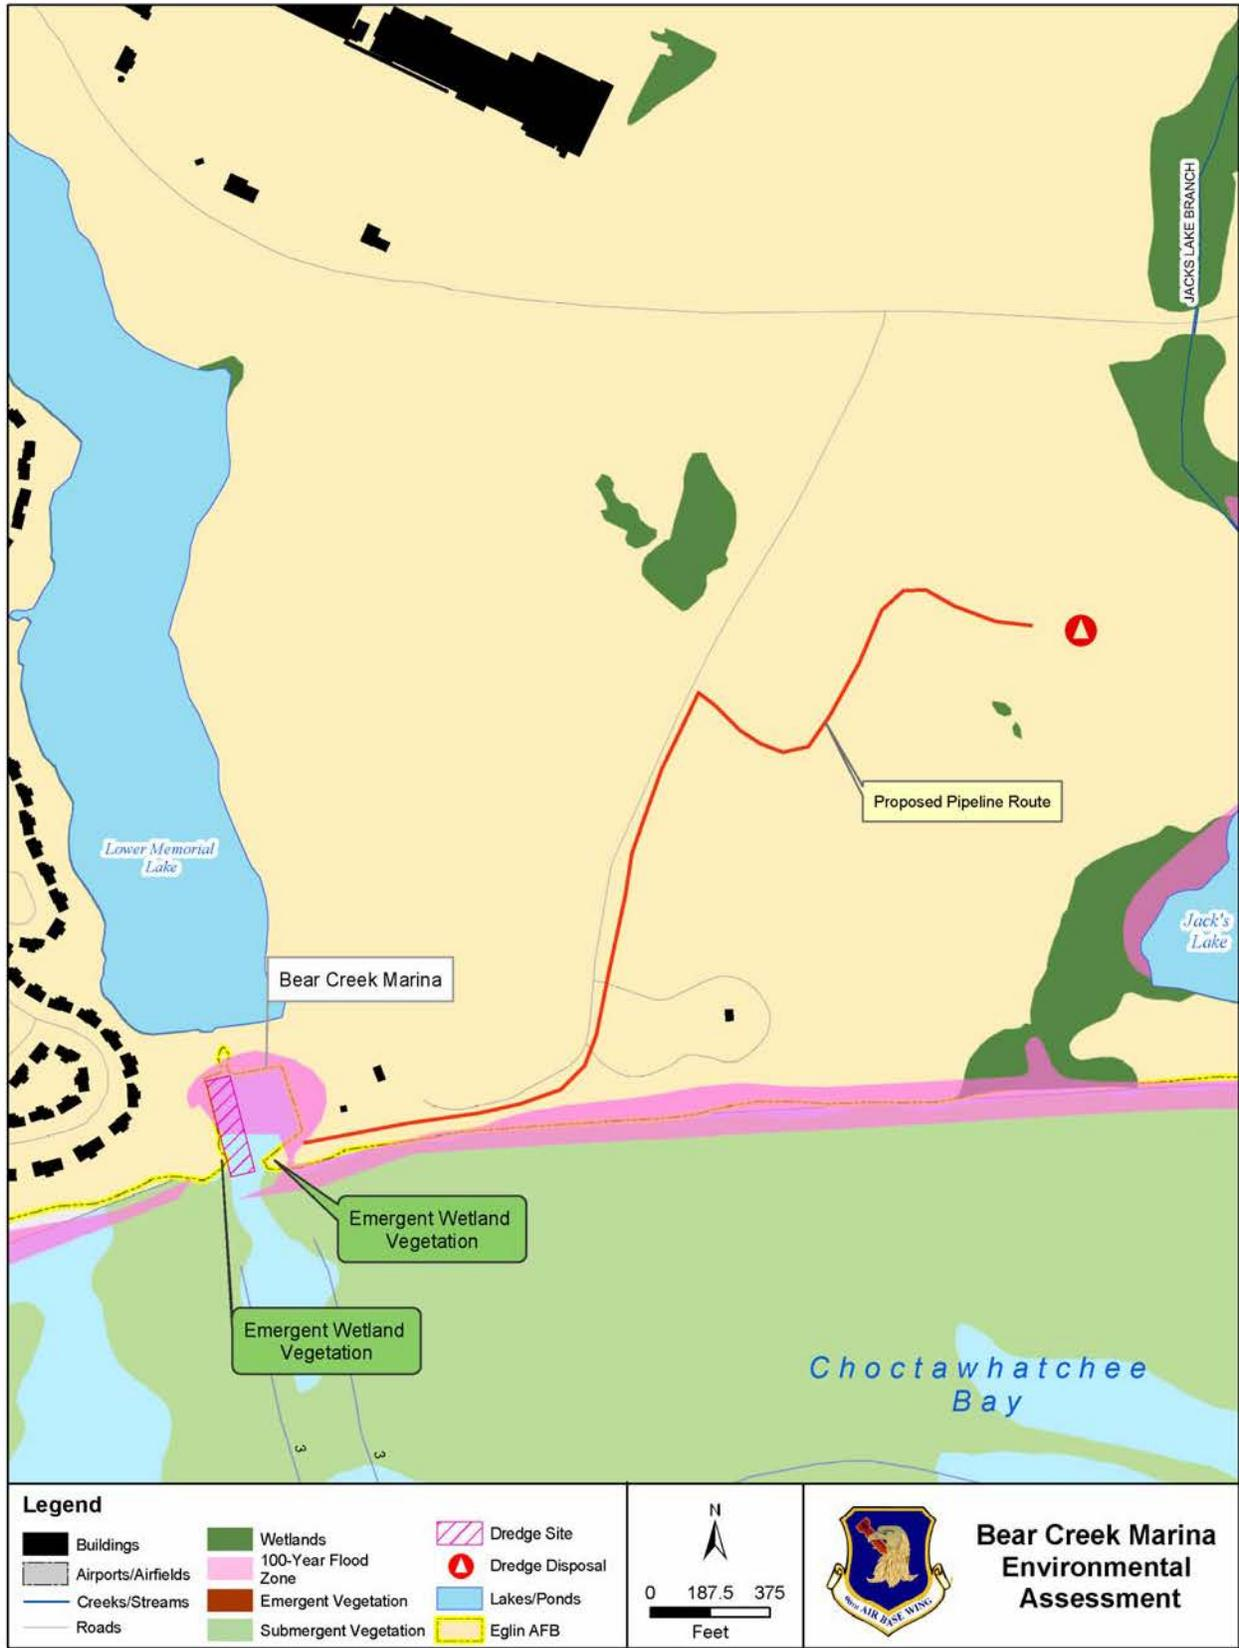 JACKS LAKE BRANCH
Proposed Pipeline Route
Lower Memorial
Lake
Jack's
Lake
Bear Creek Marina
Emergent Wetland
Vegetation
Emergent Wetland
Vegetation
Choctawhatchee
Bay
3
3
Legend
Buildings
Airports/Airfields
Creeks/Streams
Roads
Wetlands
100-Year Flood
Zone
Emergent Vegetation
Submergent Vegetation
Dredge Site
Dredge Disposal
Lakes/Ponds
Eglin AFB
N
0 187.5 375
Feet
AIR BASE WING
Bear Creek Marina
Environmental
Assessment